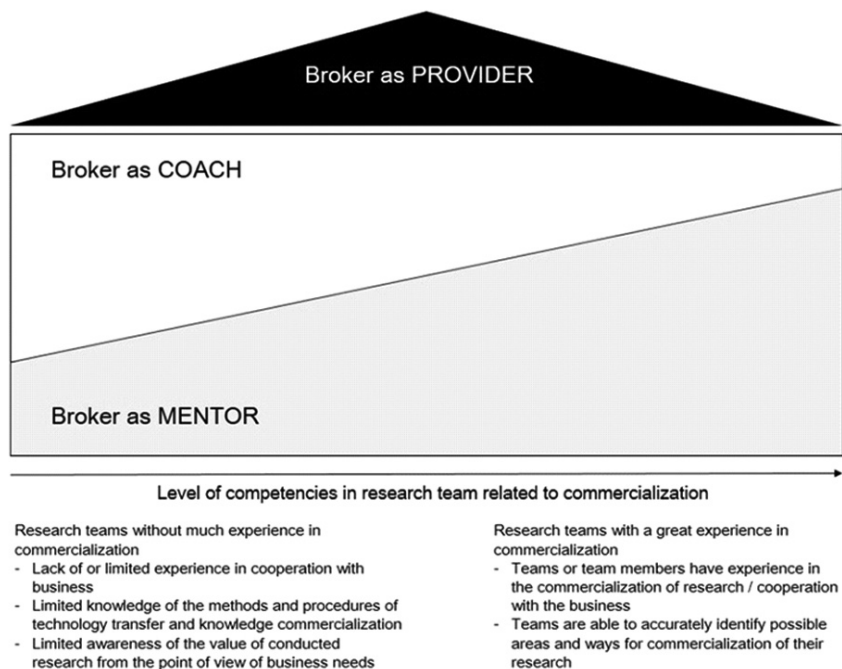 Broker as PROVIDER
Broker as COACH
Broker as MENTOR
Level of competencies in research team related to commercialization
Research teams without much experience in
commercialization
- Lack of or limited experience in cooperation with
business
- Limited knowledge of the methods and procedures of
technology transfer and knowledge commercialization
- Limited awareness of the value of conducted
research from the point of view of business needs
Research teams with a great experience in
commercialization
- Teams or team members have experience in
the commercialization of research / cooperation
with the business
- Teams are able to accurately identify possible
areas and ways for commercialization of their
research